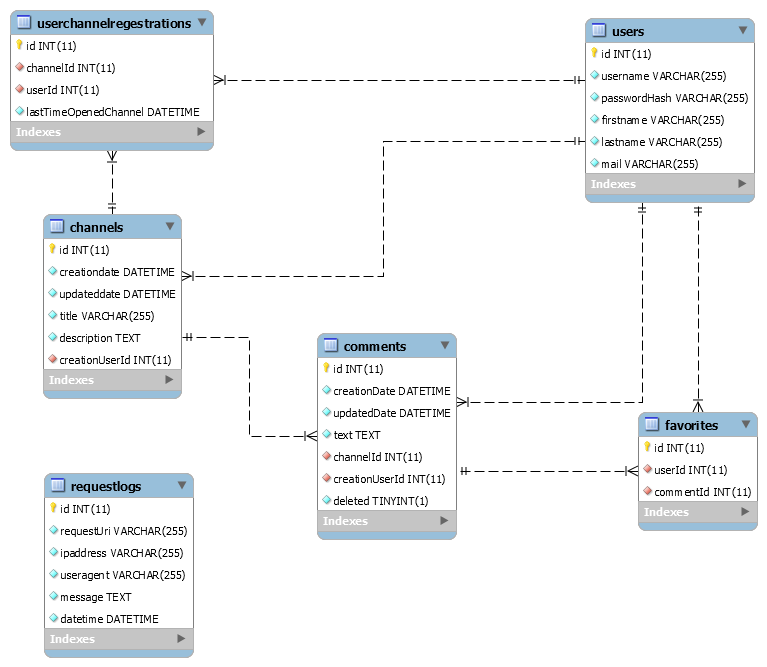 userchannelregestrations
id INT(11)
channelId INT(11)
userId INT(11)
lastTimeOpenedChannel DATETIME
Indexes
users
id INT(11)
username VARCHAR(255)
passwordHash VARCHAR(255)
firstname VARCHAR(255)
lastname VARCHAR(255)
mail VARCHAR(255)
Indexes
channels
id INT(11)
creationdate DATETIME
updateddate DATETIME
title VARCHAR(255)
description TEXT
creationUserId INT(11)
Indexes
comments
id INT(11)
creationDate DATETIME
updatedDate DATETIME
text TEXT
channelId INT(11)
creationUserId INT(11)
deleted TINYINT(1)
Indexes
favorites
id INT(11)
userId INT(11)
commentId INT(11)
Indexes
requestlogs
id INT(11)
requestUri VARCHAR(255)
ipaddress VARCHAR(255)
useragent VARCHAR(255)
message TEXT
datetime DATETIME
Indexes